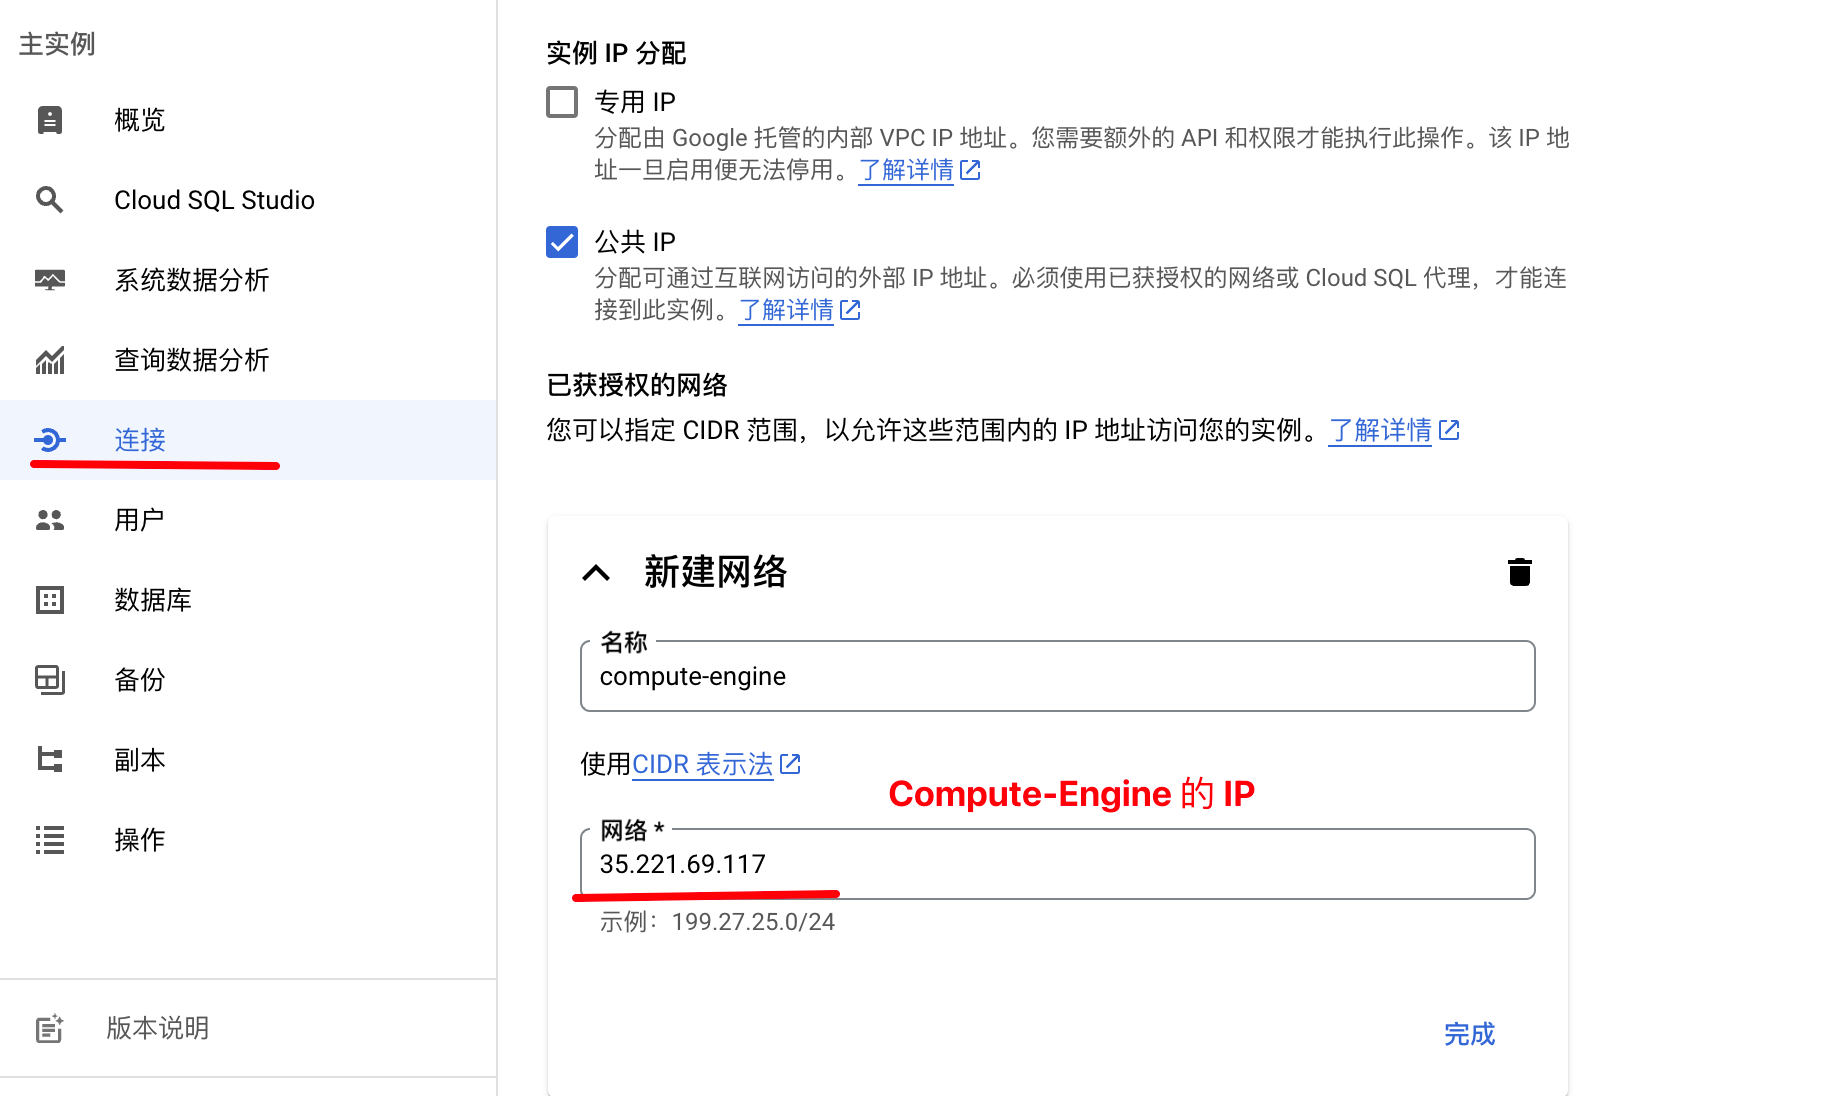 主实例
概览
Cloud SQL Studio
系统数据分析
查询数据分析
连接
用户
数据库
备份
副本
操作
版本说明
实例 IP 分配
专用 IP
分配由 Google 托管的内部 VPC IP 地址。您需要额外的 API 和权限才能执行此操作。该 IP 地
址一旦启用便无法停用。了解详情
公共 IP
分配可通过互联网访问的外部 IP 地址。必须使用已获授权的网络或 Cloud SQL 代理，才能连
接到此实例。了解详情
已获授权的网络
您可以指定 CIDR 范围，以允许这些范围内的 IP 地址访问您的实例。了解详情
新建网络
名称
compute-engine
使用CIDR 表示法
Compute-Engine 的 IP
网络 *
35.221.69.117
示例：199.27.25.0/24
完成